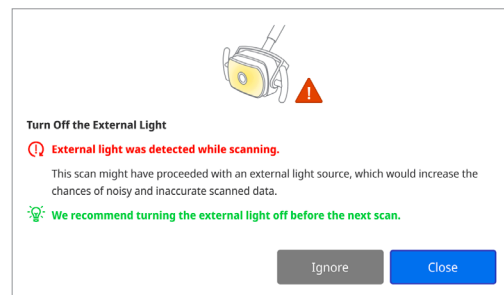 Turn Off the External Light
External light was detected while scanning.
This scan might have proceeded with an external light source, which would increase the
chances of noisy and inaccurate scanned data.
We recommend turning the external light off before the next scan.
Ignore
Close